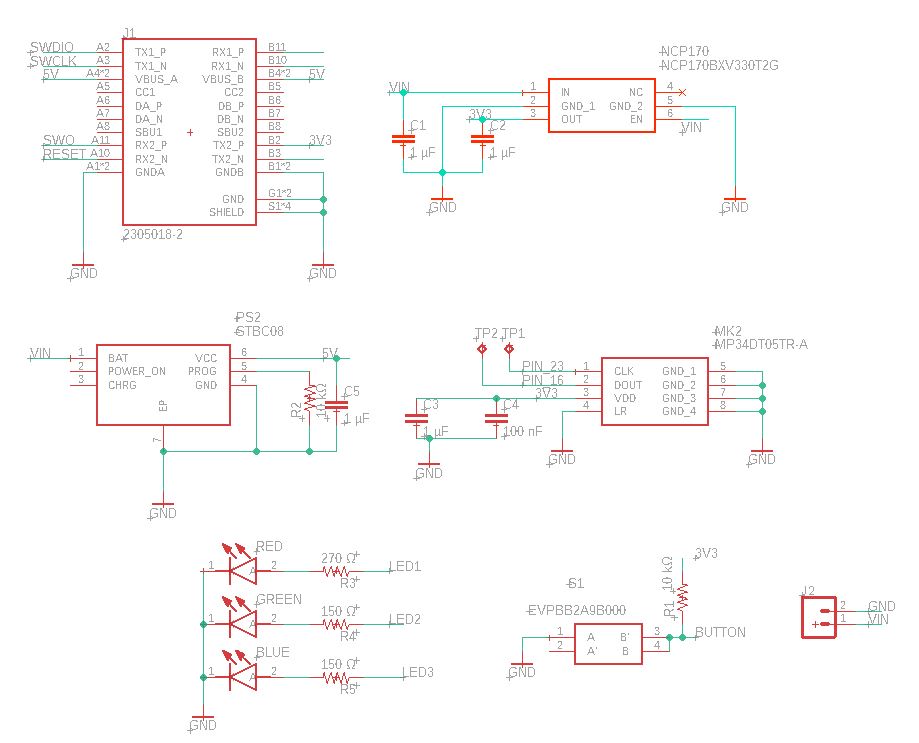 J1
SWDIO A2 TX1_P RX1_P B11
SWCLK A3 TX1_N RX1_N B10
5V A4*2 VBUS_A VBUS_B B4*2 5V
A5 CC1 CC2 B5
A6 DA_P DB_P B6
A7 DA_N DB_N B7
A8 SBU1 SBU2 B8
SWO A11 RX2_P TX2_P B2 3V3
RESET A10 RX2_N TX2_N B3
A1*2 GNDA GNDB B1*2
GND G1*2
SHIELD S1*4
2305018-2
GND GND
NCP170
NCP170BXV330T2G
VIN 1 IN NC 4
2 GND_1 GND_2 5
3V3 3 OUT EN 6
VIN
C1 C2
1 µF 1 µF
GND GND
PS2
STBC08
VIN 1 BAT VCC 6 5V
2 POWER_ON PROG 5
3 CHRG GND 4
EP
7
R2 10 kΩ
C5
1 µF
GND
TP2 TP1
MK2
MP34DT05TR-A
PIN_23 1 CLK GND_1 5
PIN_16 2 DOUT GND_2 6
3V3 3 VDD GND_3 7
4 LR GND_4 8
C3 C4
1 µF 100 nF
GND GND GND
RED
1 A 2 270 Ω R3 LED1
GREEN
1 A 2 150 Ω R4 LED2
BLUE
1 A 2 150 Ω R5 LED3
GND
S1
EVPBB2A9B000
3V3
R1 10 kΩ
1 A B' 3 BUTTON
2 A' B 4
GND
J2
2 GND
1 VIN